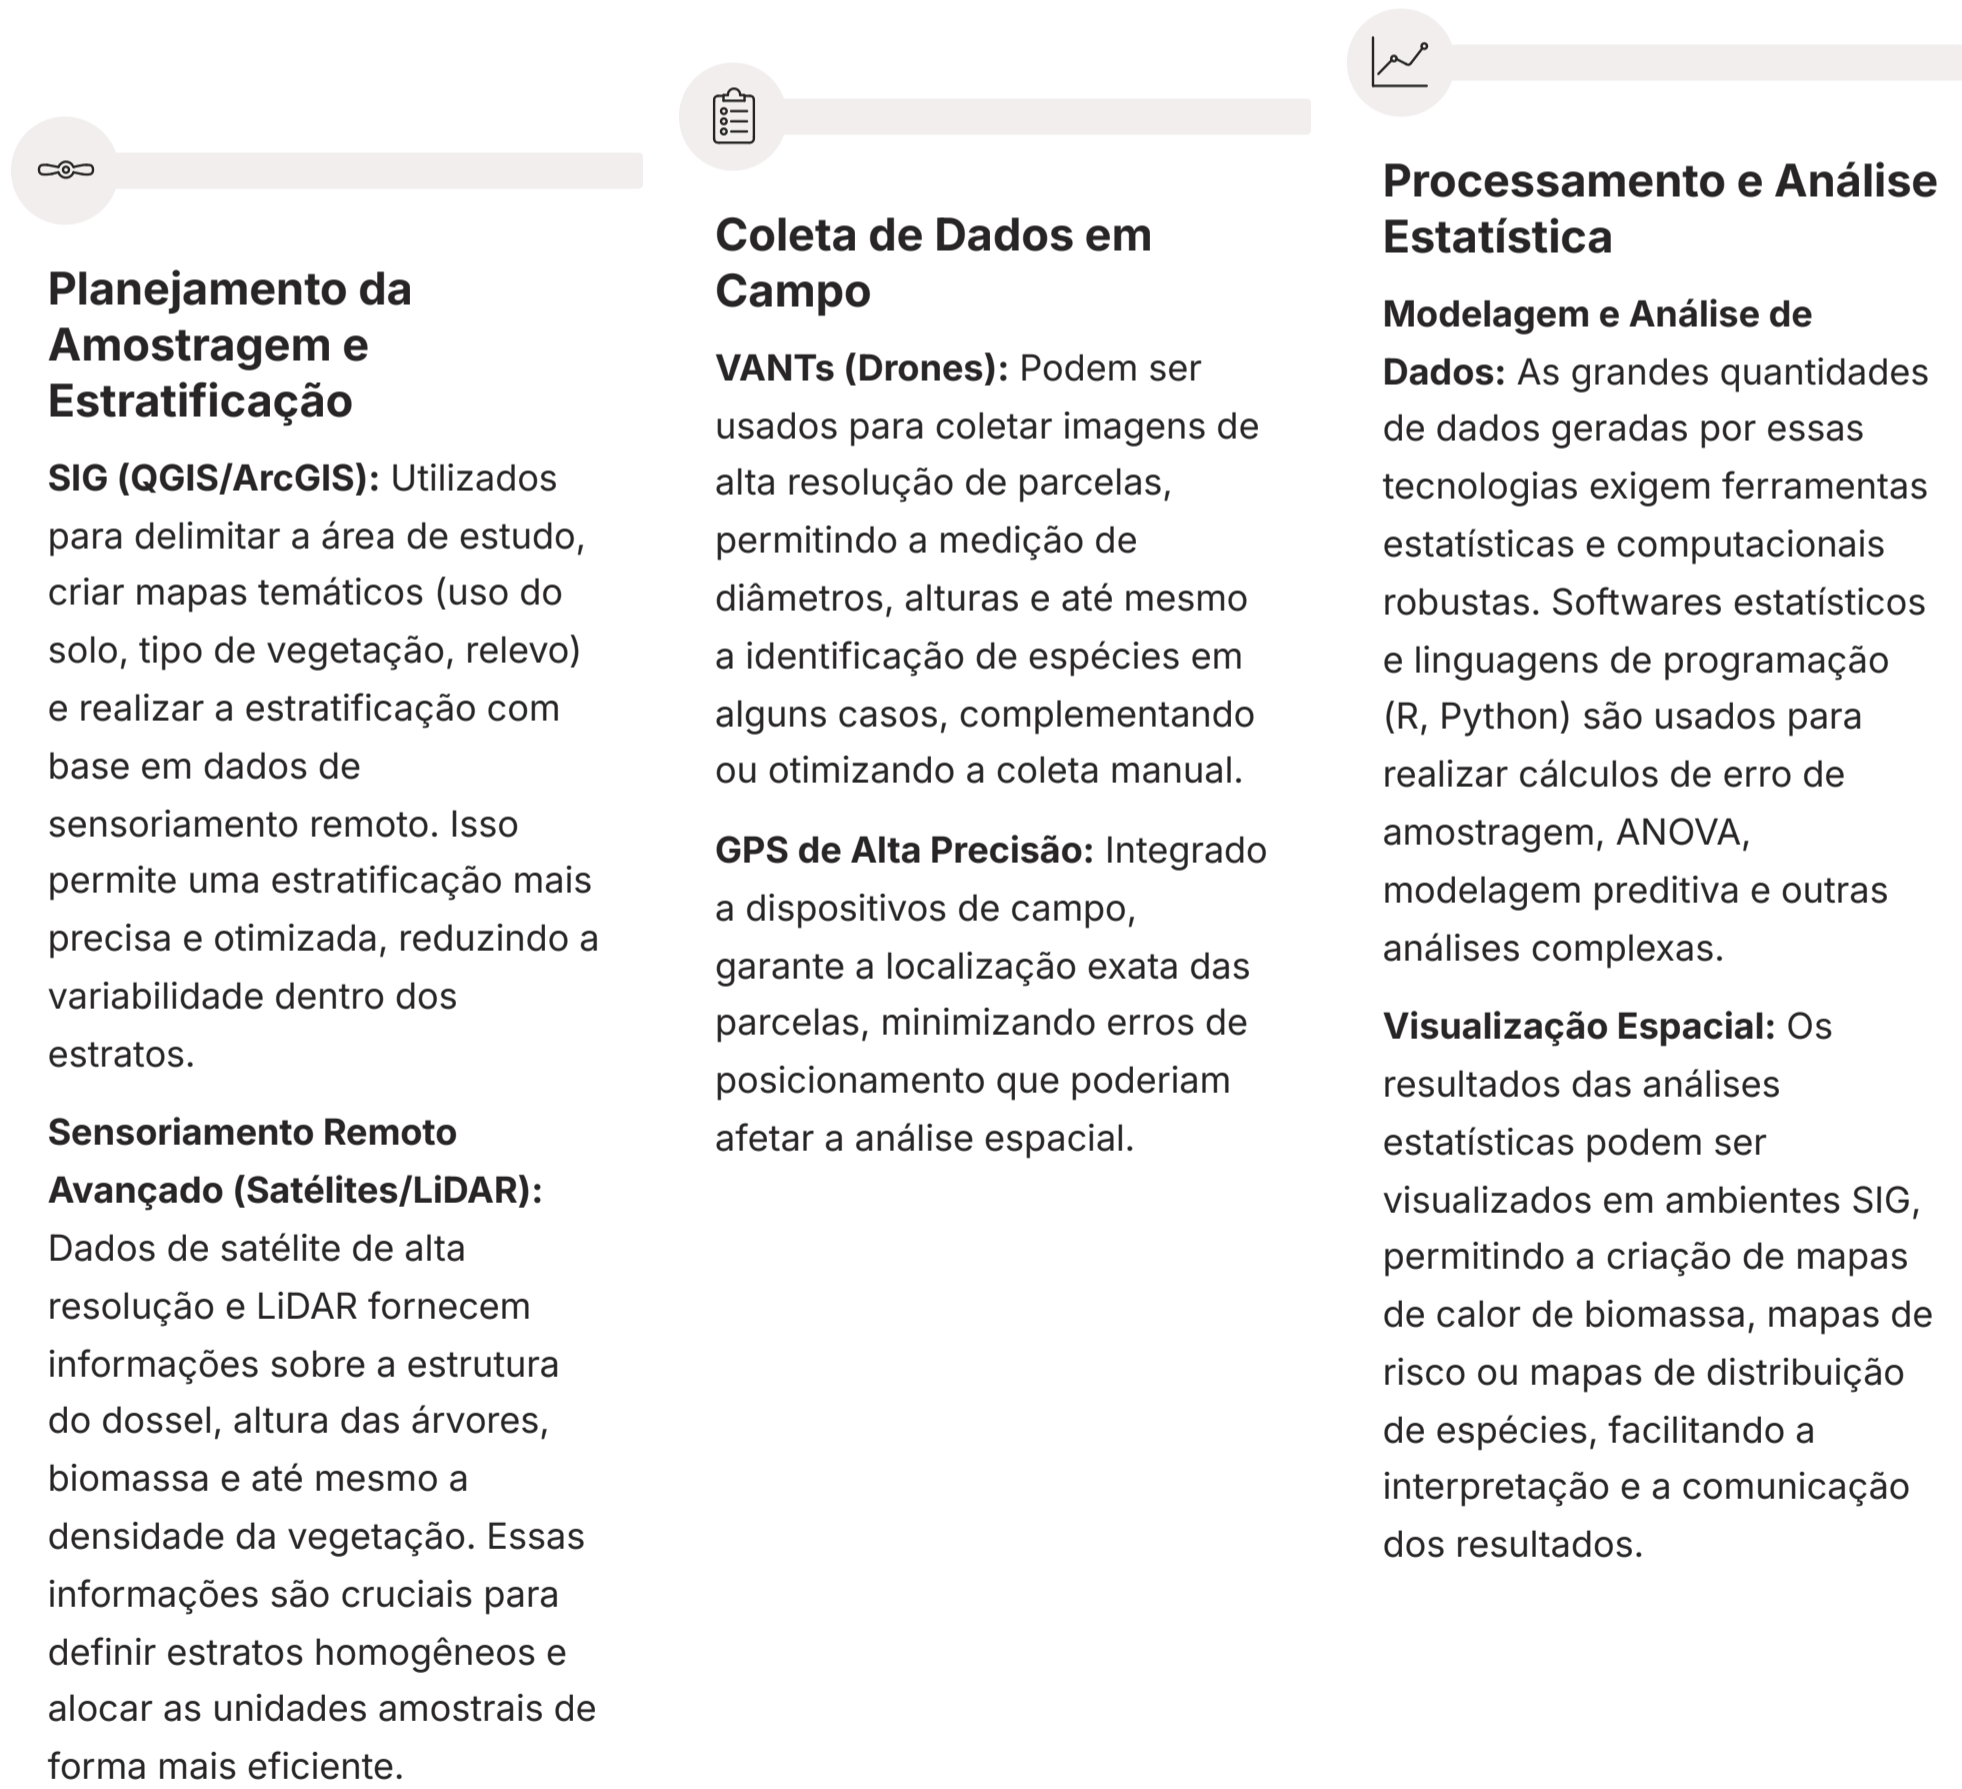 Planejamento da
Amostragem e
Estratificação
SIG (QGIS/ArcGIS): Utilizados
para delimitar a área de estudo,
criar mapas temáticos (uso do
solo, tipo de vegetação, relevo)
e realizar a estratificação com
base em dados de
sensoriamento remoto. Isso
permite uma estratificação mais
precisa e otimizada, reduzindo a
variabilidade dentro dos
estratos.
Sensoriamento Remoto
Avançado (Satélites/LiDAR):
Dados de satélite de alta
resolução e LiDAR fornecem
informações sobre a estrutura
do dossel, altura das árvores,
biomassa e até mesmo a
densidade da vegetação. Essas
informações são cruciais para
definir estratos homogêneos e
alocar as unidades amostrais de
forma mais eficiente.
Coleta de Dados em
Campo
VANTs (Drones): Podem ser
usados para coletar imagens de
alta resolução de parcelas,
permitindo a medição de
diâmetros, alturas e até mesmo
a identificação de espécies em
alguns casos, complementando
ou otimizando a coleta manual.
GPS de Alta Precisão: Integrado
a dispositivos de campo,
garante a localização exata das
parcelas, minimizando erros de
posicionamento que poderiam
afetar a análise espacial.
Processamento e Análise
Estatística
Modelagem e Análise de
Dados: As grandes quantidades
de dados geradas por essas
tecnologias exigem ferramentas
estatísticas e computacionais
robustas. Softwares estatísticos
e linguagens de programação
(R, Python) são usados para
realizar cálculos de erro de
amostragem, ANOVA,
modelagem preditiva e outras
análises complexas.
Visualização Espacial: Os
resultados das análises
estatísticas podem ser
visualizados em ambientes SIG,
permitindo a criação de mapas
de calor de biomassa, mapas de
risco ou mapas de distribuição
de espécies, facilitando a
interpretação e a comunicação
dos resultados.